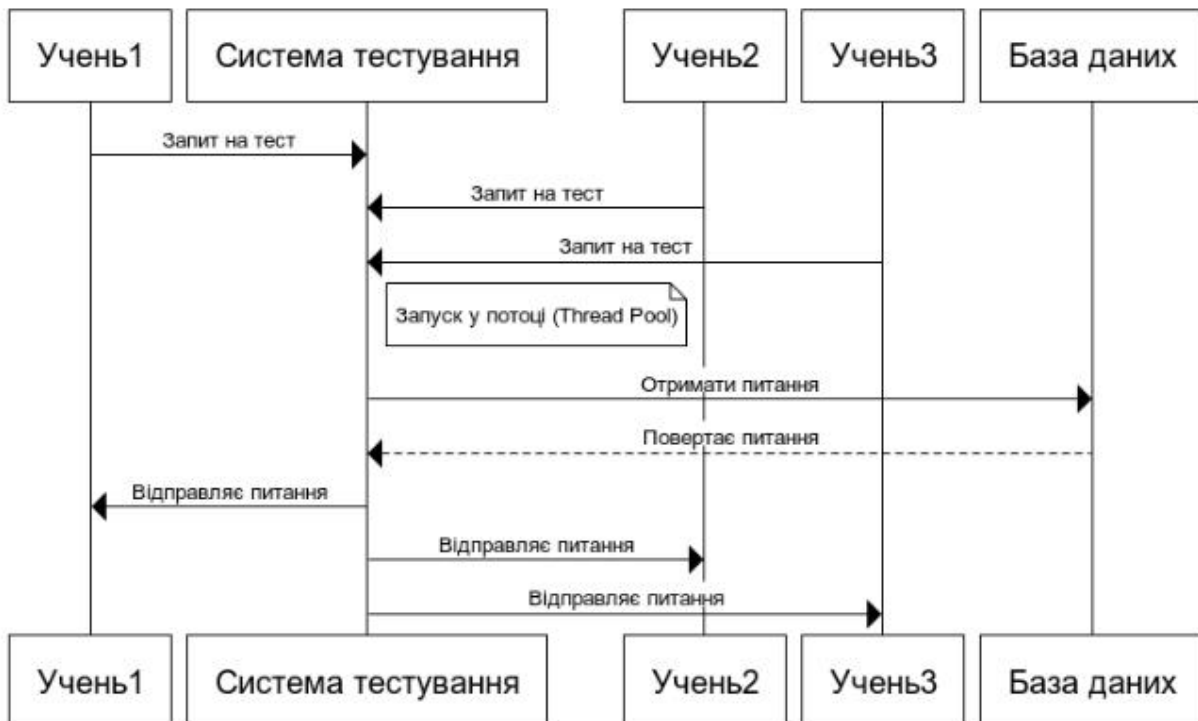 Учень1
Система тестування
Учень2
Учень3
База даних
Запит на тест
Запит на тест
Запит на тест
Запуск у потоці (Thread Pool)
Отримати питання
Повертає питання
Відправляє питання
Відправляє питання
Відправляє питання
Учень1
Система тестування
Учень2
Учень3
База даних